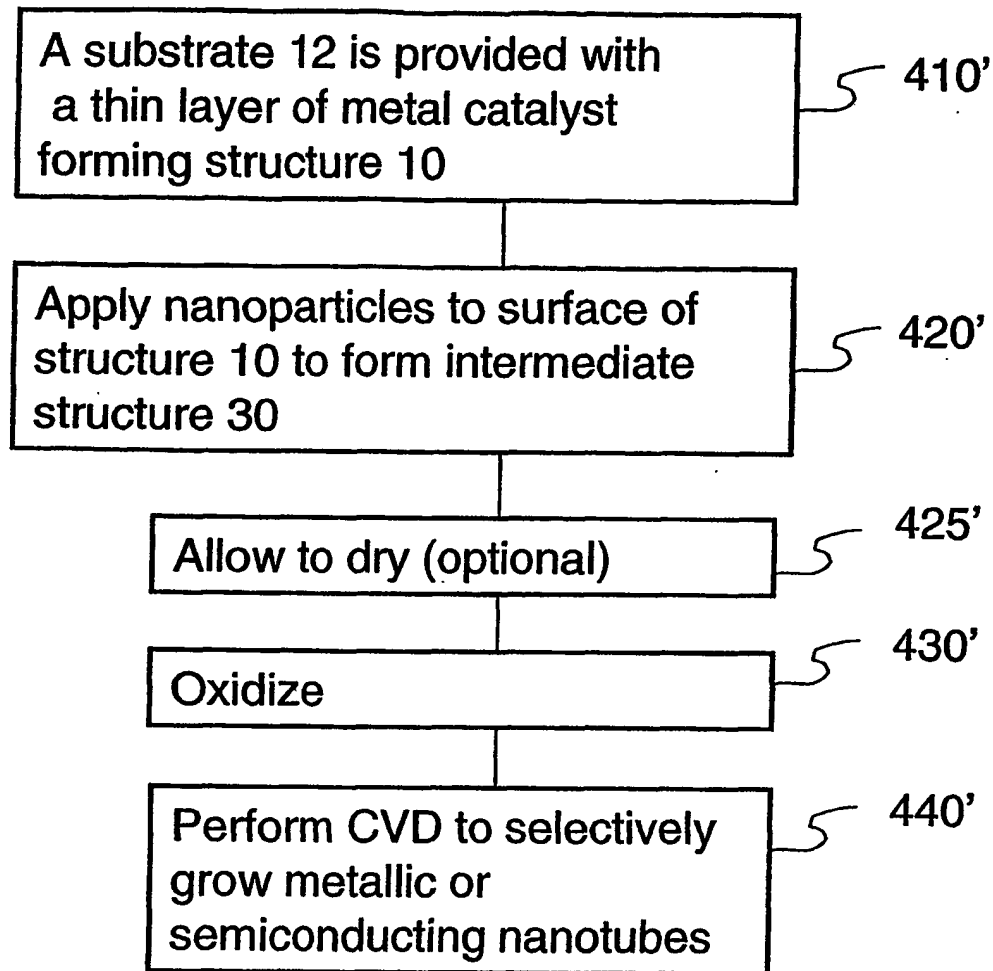 A substrate 12 is provided with
a thin layer of metal catalyst
forming structure 10
410'
Apply nanoparticles to surface of
structure 10 to form intermediate
structure 30
420'
Allow to dry (optional)
425'
Oxidize
430'
Perform CVD to selectively
grow metallic or
semiconducting nanotubes
440'